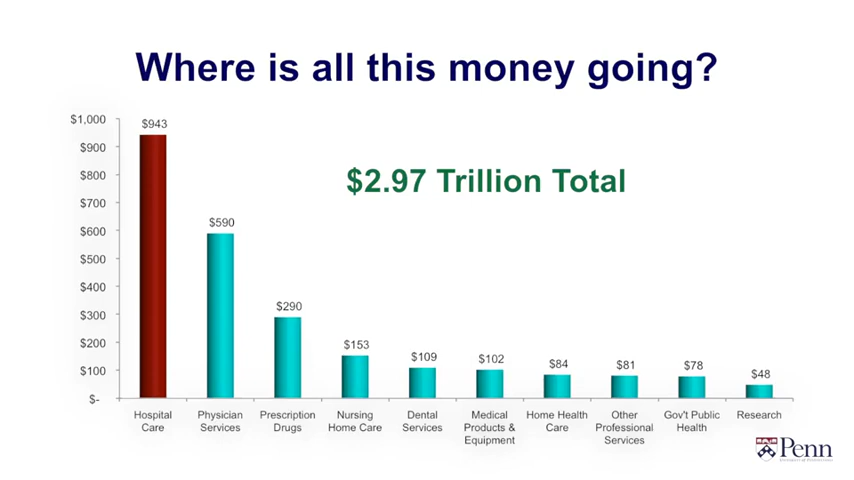 Where is all this money going?
$2.97 Trillion Total
$1,000
$900
$800
$700
$600
$500
$400
$300
$200
$100
$-
$943
$590
$290
$153
$109
$102
$84
$81
$78
$48
Hospital
Care
Physician
Services
Prescription
Drugs
Nursing
Home Care
Dental
Services
Medical
Products &
Equipment
Home Health
Care
Other
Professional
Services
Gov't Public
Health
Research
Penn